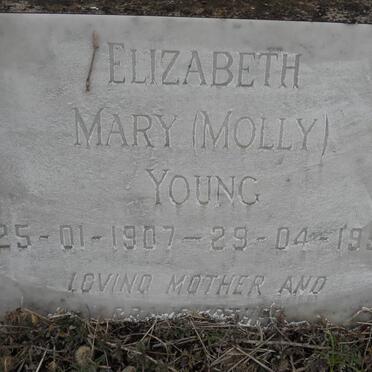 ELIZABETH
MARY (MOLLY)
YOUNG
25-01-1907-29-04-19
LOVING MOTHER AND